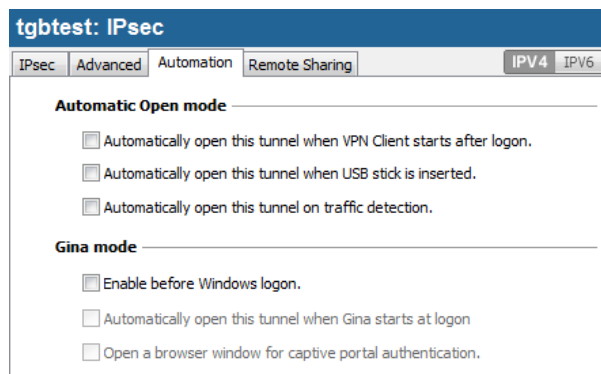 tgbtest: IPsec
IPsec Advanced Automation Remote Sharing IPV4 IPV6
Automatic Open mode
Automatically open this tunnel when VPN Client starts after logon.
Automatically open this tunnel when USB stick is inserted.
Automatically open this tunnel on traffic detection.
Gina mode
Enable before Windows logon.
Automatically open this tunnel when Gina starts at logon
Open a browser window for captive portal authentication.